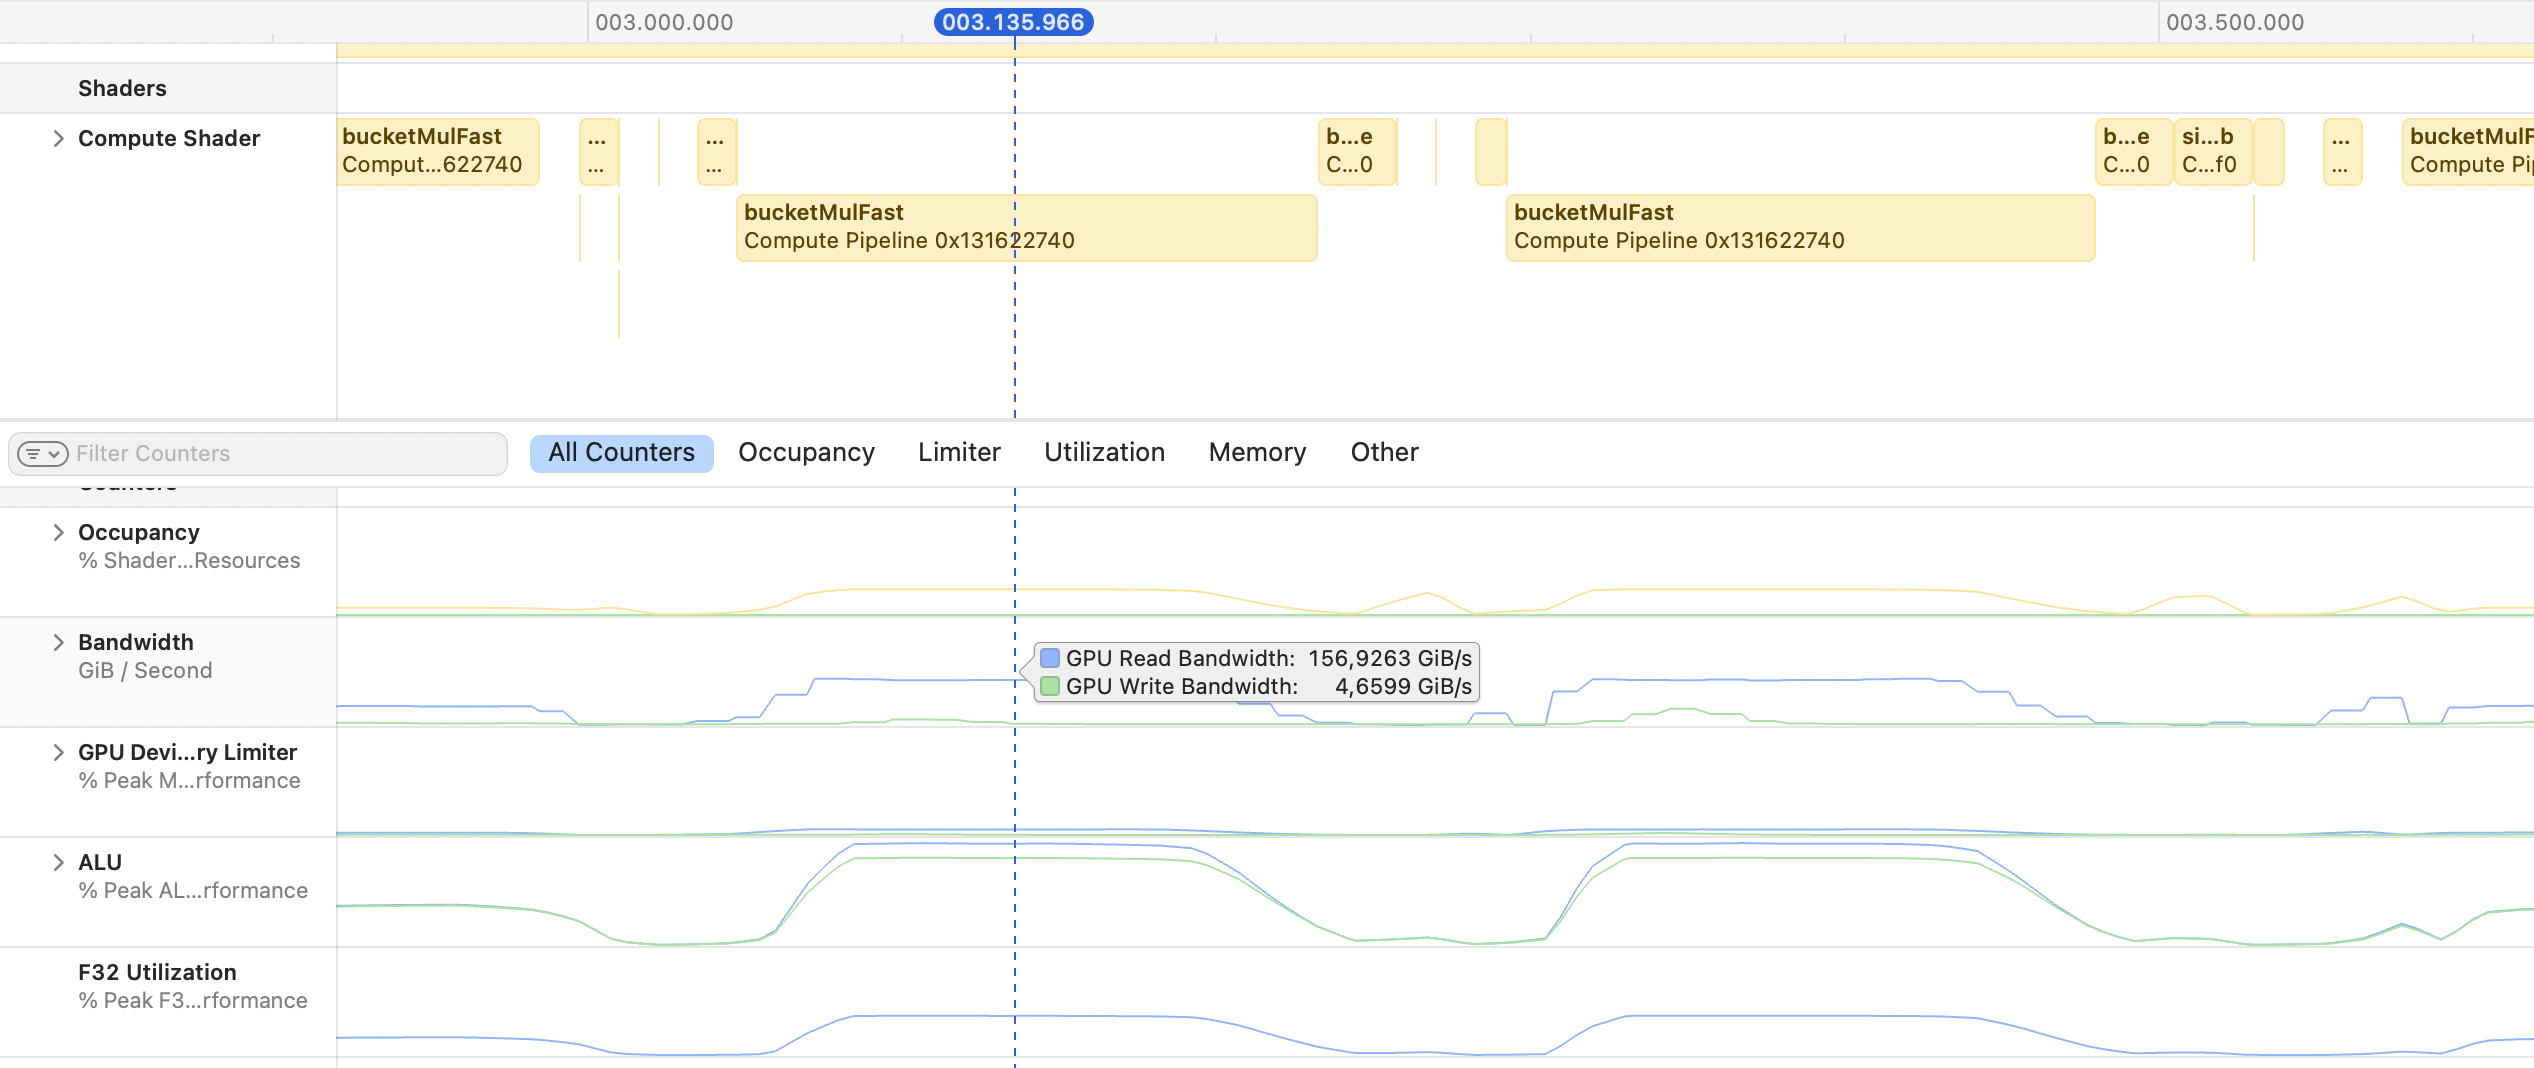 003.000.000
003.135.966
003.500.000
Shaders
Compute Shader
bucketMulFast
Comput...622740
...
...
...
...
b...e
C...0
b...e
C...0
si...b
C...f0
...
...
bucketMulF
Compute Pi
bucketMulFast
Compute Pipeline 0x131622740
bucketMulFast
Compute Pipeline 0x131622740
Filter Counters
All Counters
Occupancy
Limiter
Utilization
Memory
Other
Counters
Occupancy
% Shader...Resources
Bandwidth
GiB / Second
GPU Read Bandwidth: 156,9263 GiB/s
GPU Write Bandwidth: 4,6599 GiB/s
GPU Devi...ry Limiter
% Peak M...rformance
ALU
% Peak AL...rformance
F32 Utilization
% Peak F3...rformance